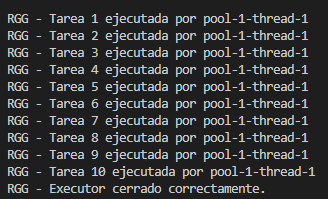 RGG - Tarea 1 ejecutada por pool-1-thread-1
RGG - Tarea 2 ejecutada por pool-1-thread-1
RGG - Tarea 3 ejecutada por pool-1-thread-1
RGG - Tarea 4 ejecutada por pool-1-thread-1
RGG - Tarea 5 ejecutada por pool-1-thread-1
RGG - Tarea 6 ejecutada por pool-1-thread-1
RGG - Tarea 7 ejecutada por pool-1-thread-1
RGG - Tarea 8 ejecutada por pool-1-thread-1
RGG - Tarea 9 ejecutada por pool-1-thread-1
RGG - Tarea 10 ejecutada por pool-1-thread-1
RGG - Executor cerrado correctamente.